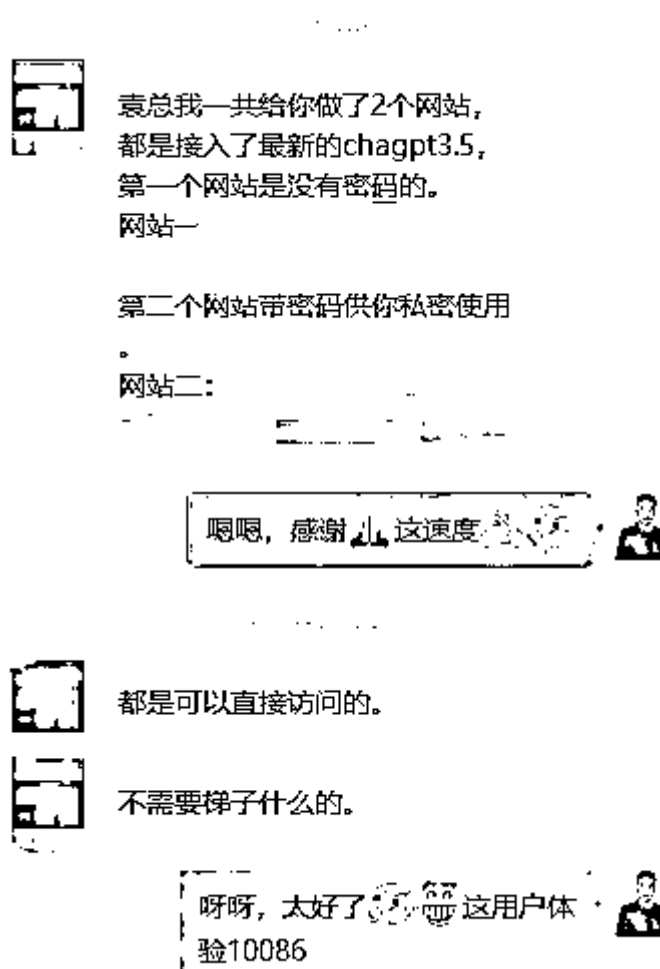 袁总我一共给你做了2个网站，
都是接入了最新的chagpt3.5，
第一个网站是没有密码的。
网站一
第二个网站带密码供你私密使用
。
网站二：
嗯嗯，感谢🙏这速度
都是可以直接访问的。
不需要梯子什么的。
呀呀，太好了😁这用户体
验10086